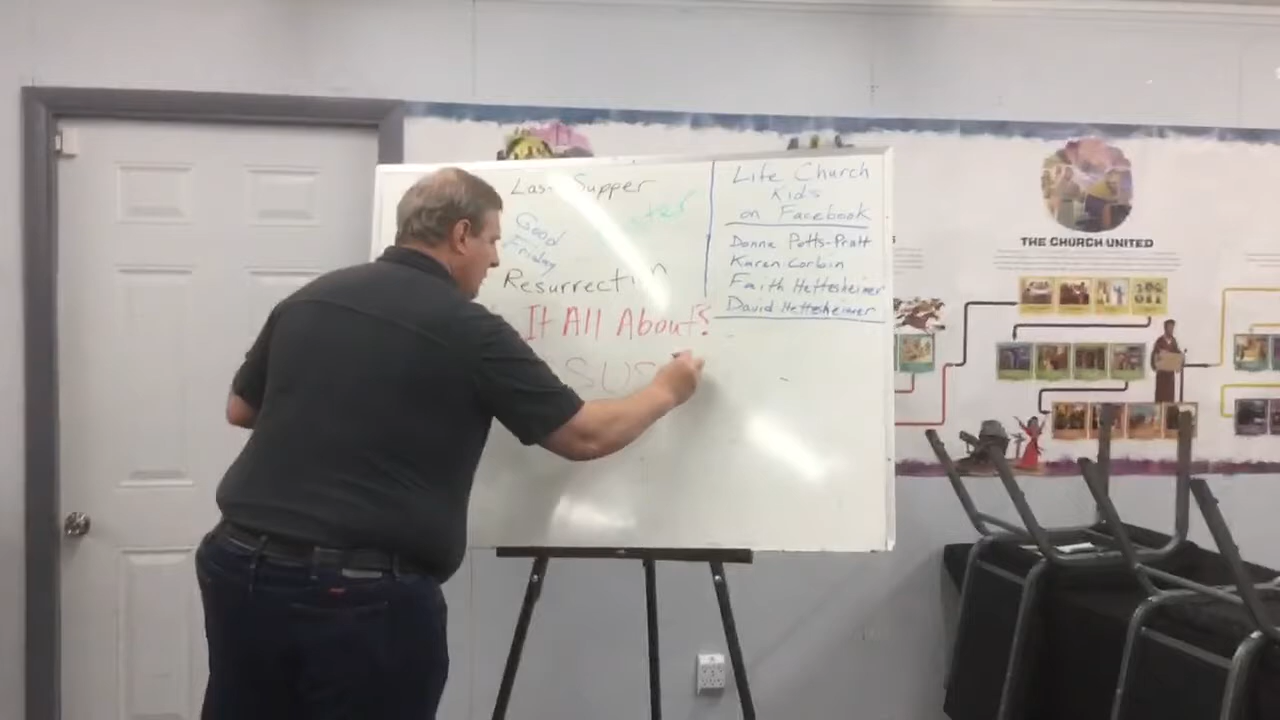 Last Supper
Good
Friday
Resurrection
It All About?
SUS
Life Church
Kids
on Facebook
Donna Potts-Pratt
Karen Corbin
Faith Hettesheimer
David Hettesheimer
THE CHURCH UNITED